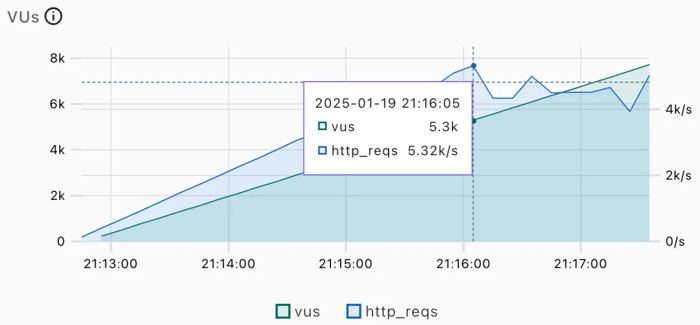 VUs
8k
6k
4k
2k
0
4k/s
2k/s
0/s
2025-01-19 21:16:05
vus 5.3k
http_reqs 5.32k/s
21:13:00 21:14:00 21:15:00 21:16:00 21:17:00
vus http_reqs